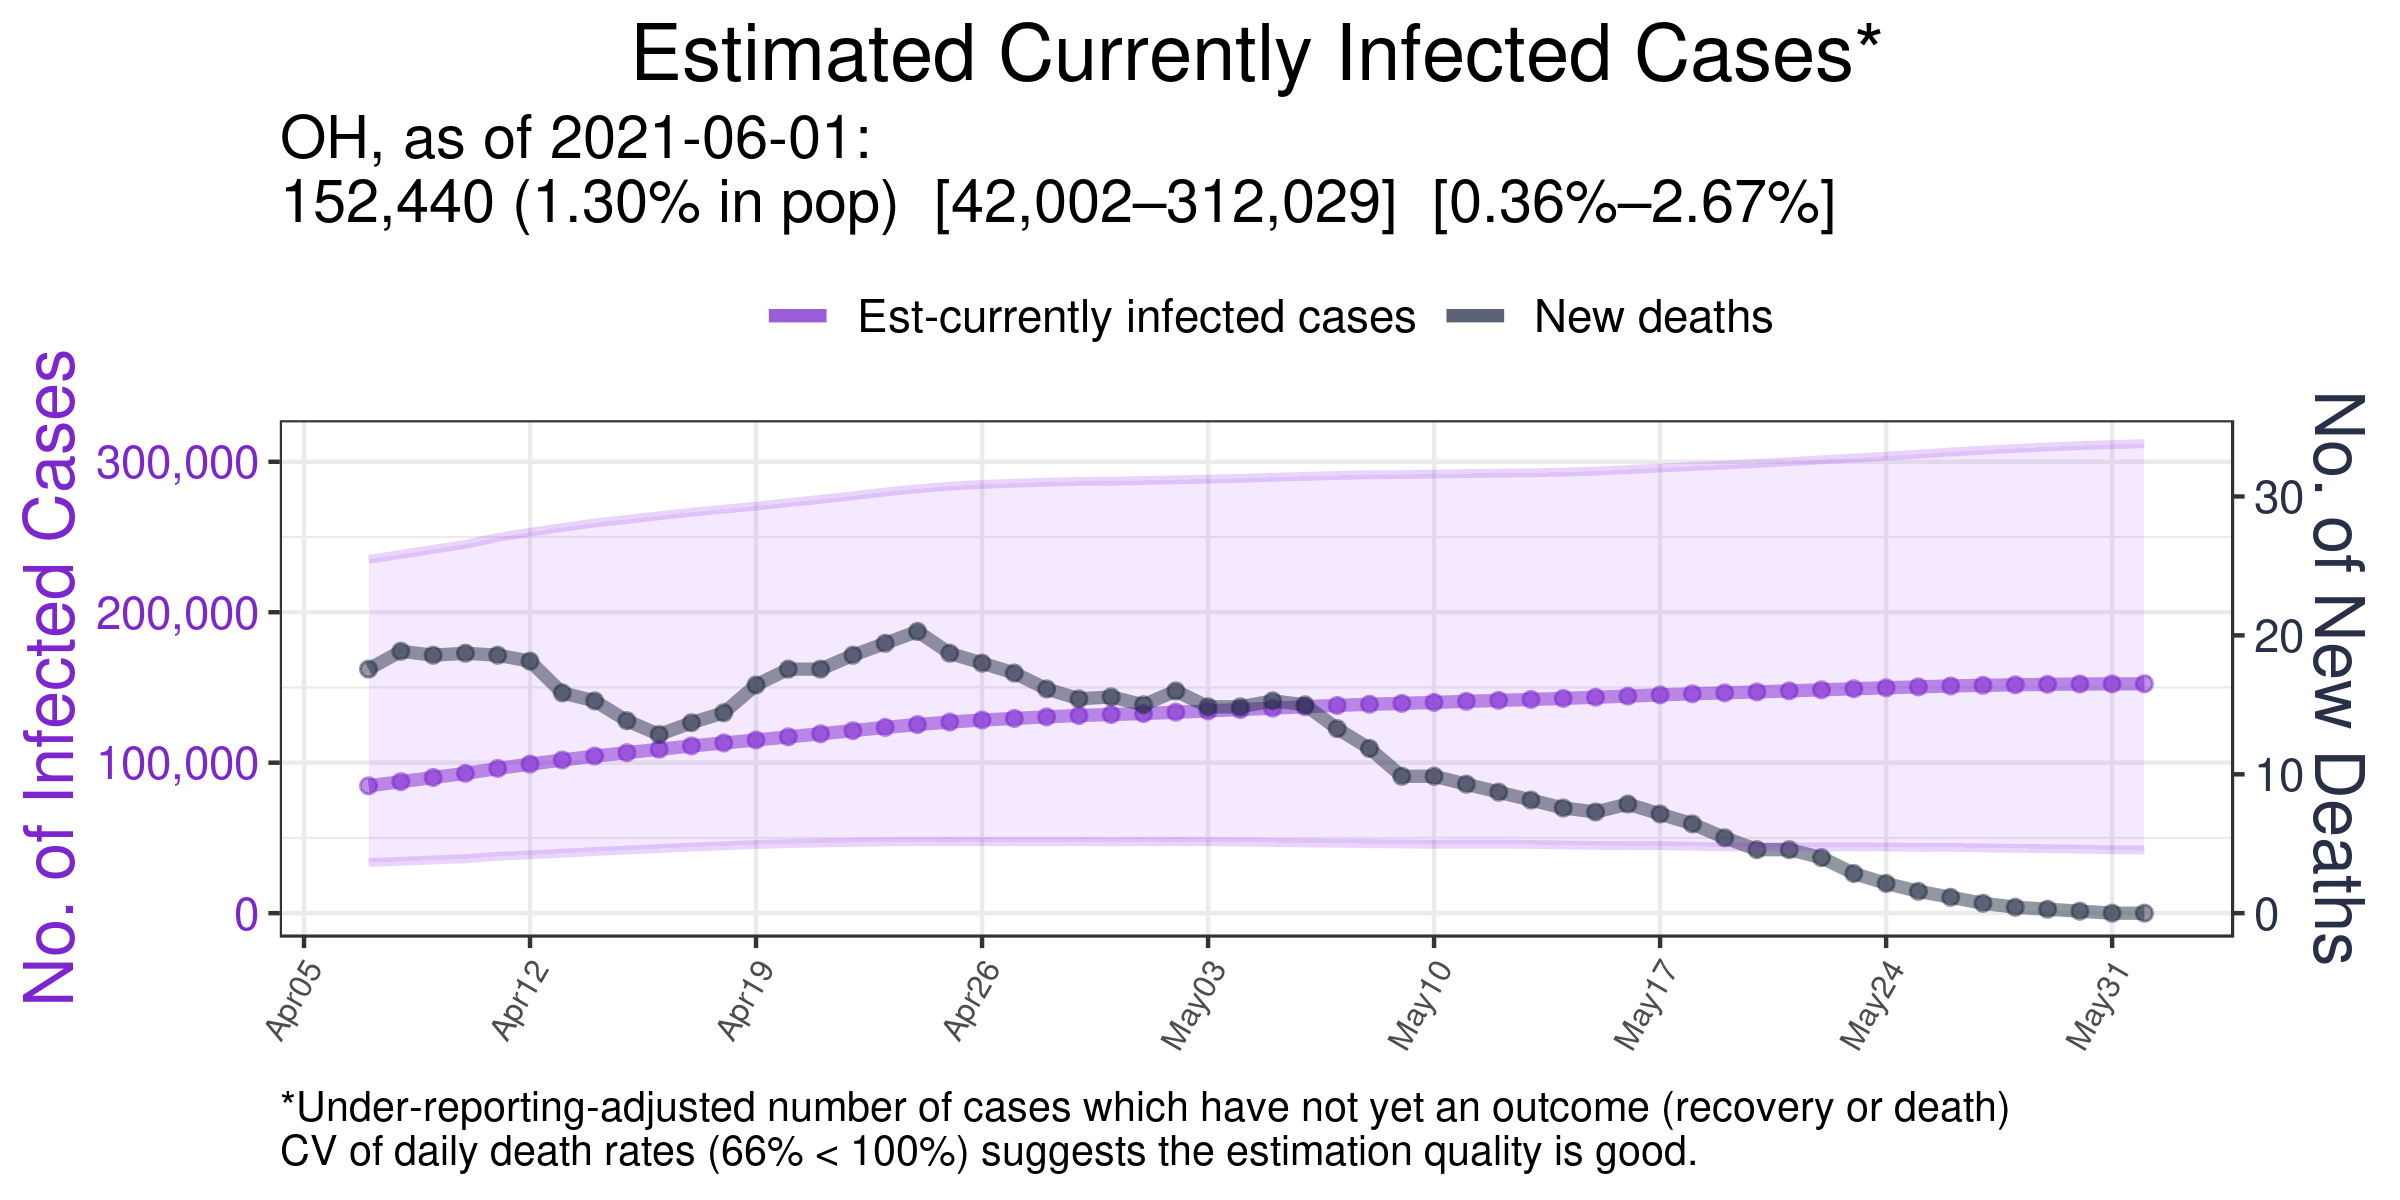 Estimated Currently Infected Cases*
OH, as of 2021-06-01:
152,440 (1.30% in pop) [42,002–312,029] [0.36%–2.67%]
Est-currently infected cases
New deaths
No. of Infected Cases
300,000
200,000
100,000
0
No. of New Deaths
30
20
10
0
Apr05
Apr12
Apr19
Apr26
May03
May10
May17
May24
May31
*Under-reporting-adjusted number of cases which have not yet an outcome (recovery or death)
CV of daily death rates (66% < 100%) suggests the estimation quality is good.